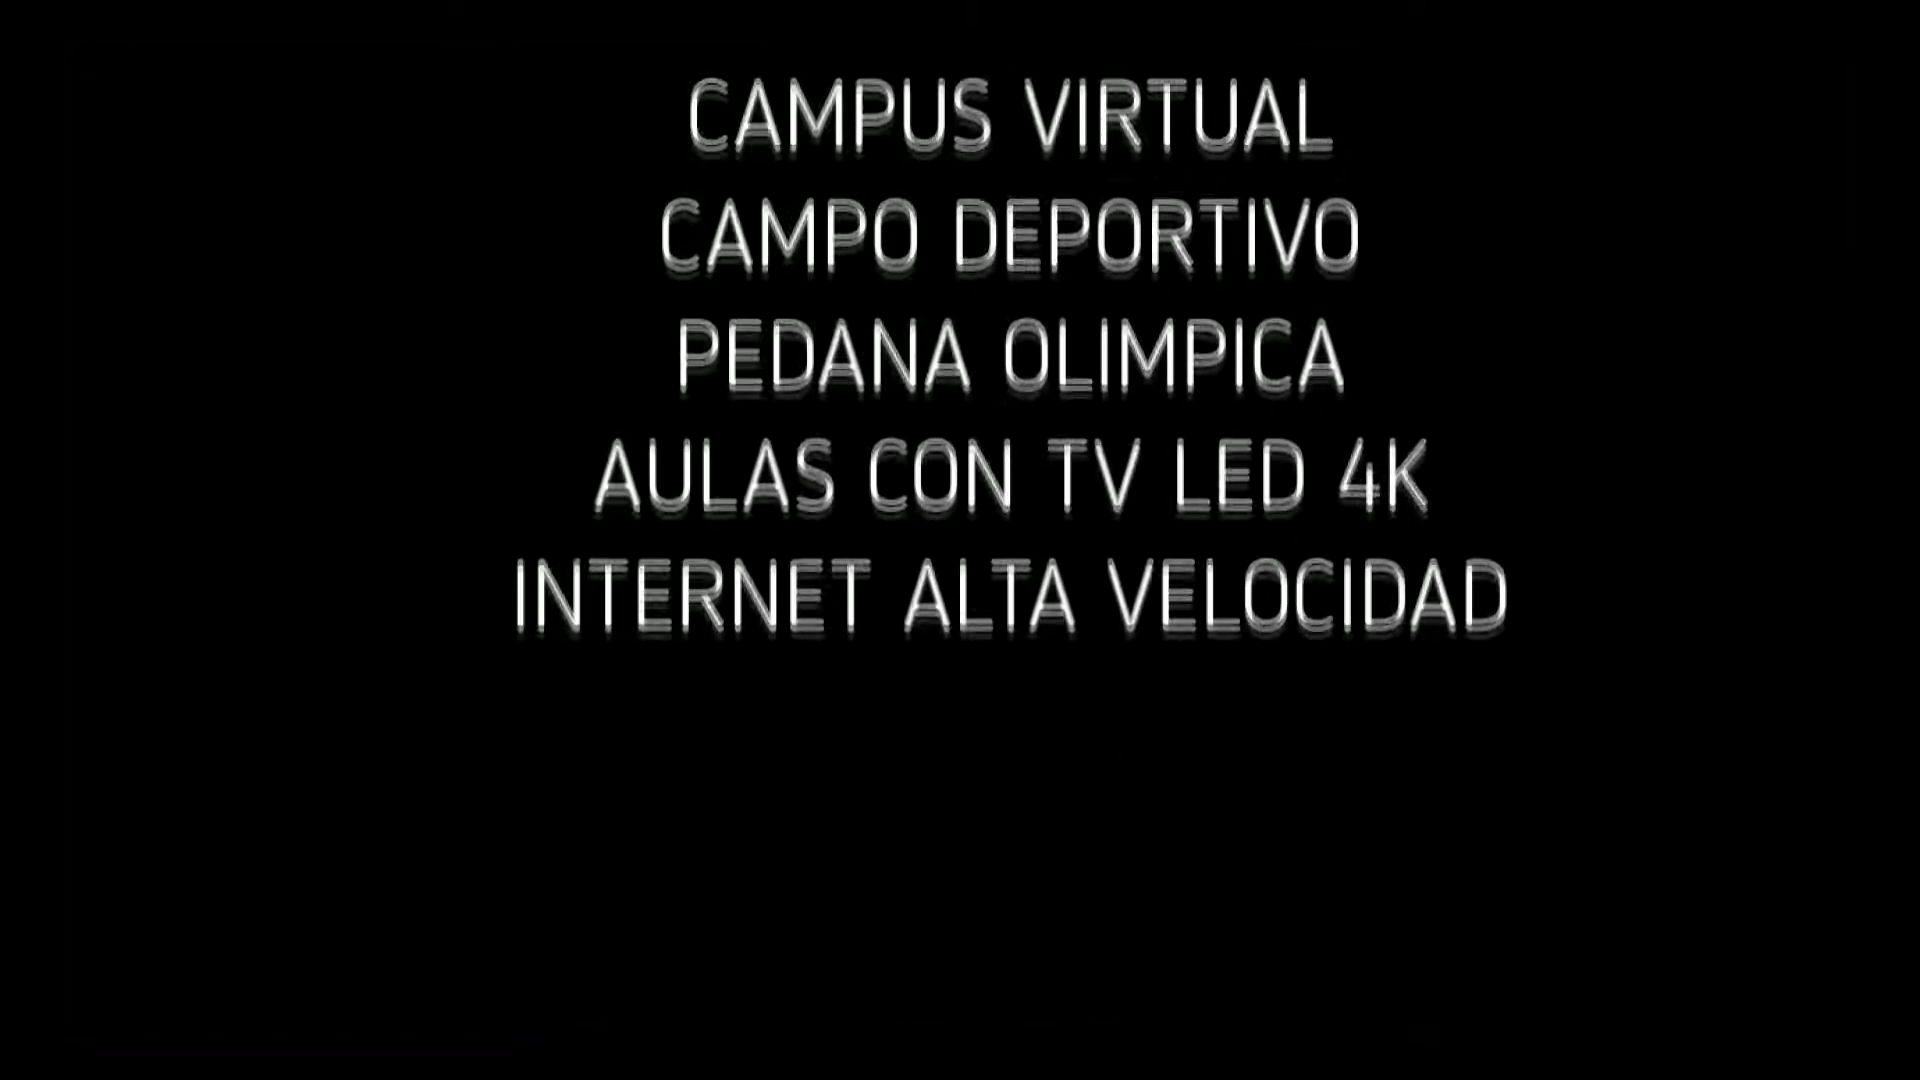 CAMPUS VIRTUAL
CAMPO DEPORTIVO
PEDANA OLIMPICA
AULAS CON TV LED 4K
INTERNET ALTA VELOCIDAD